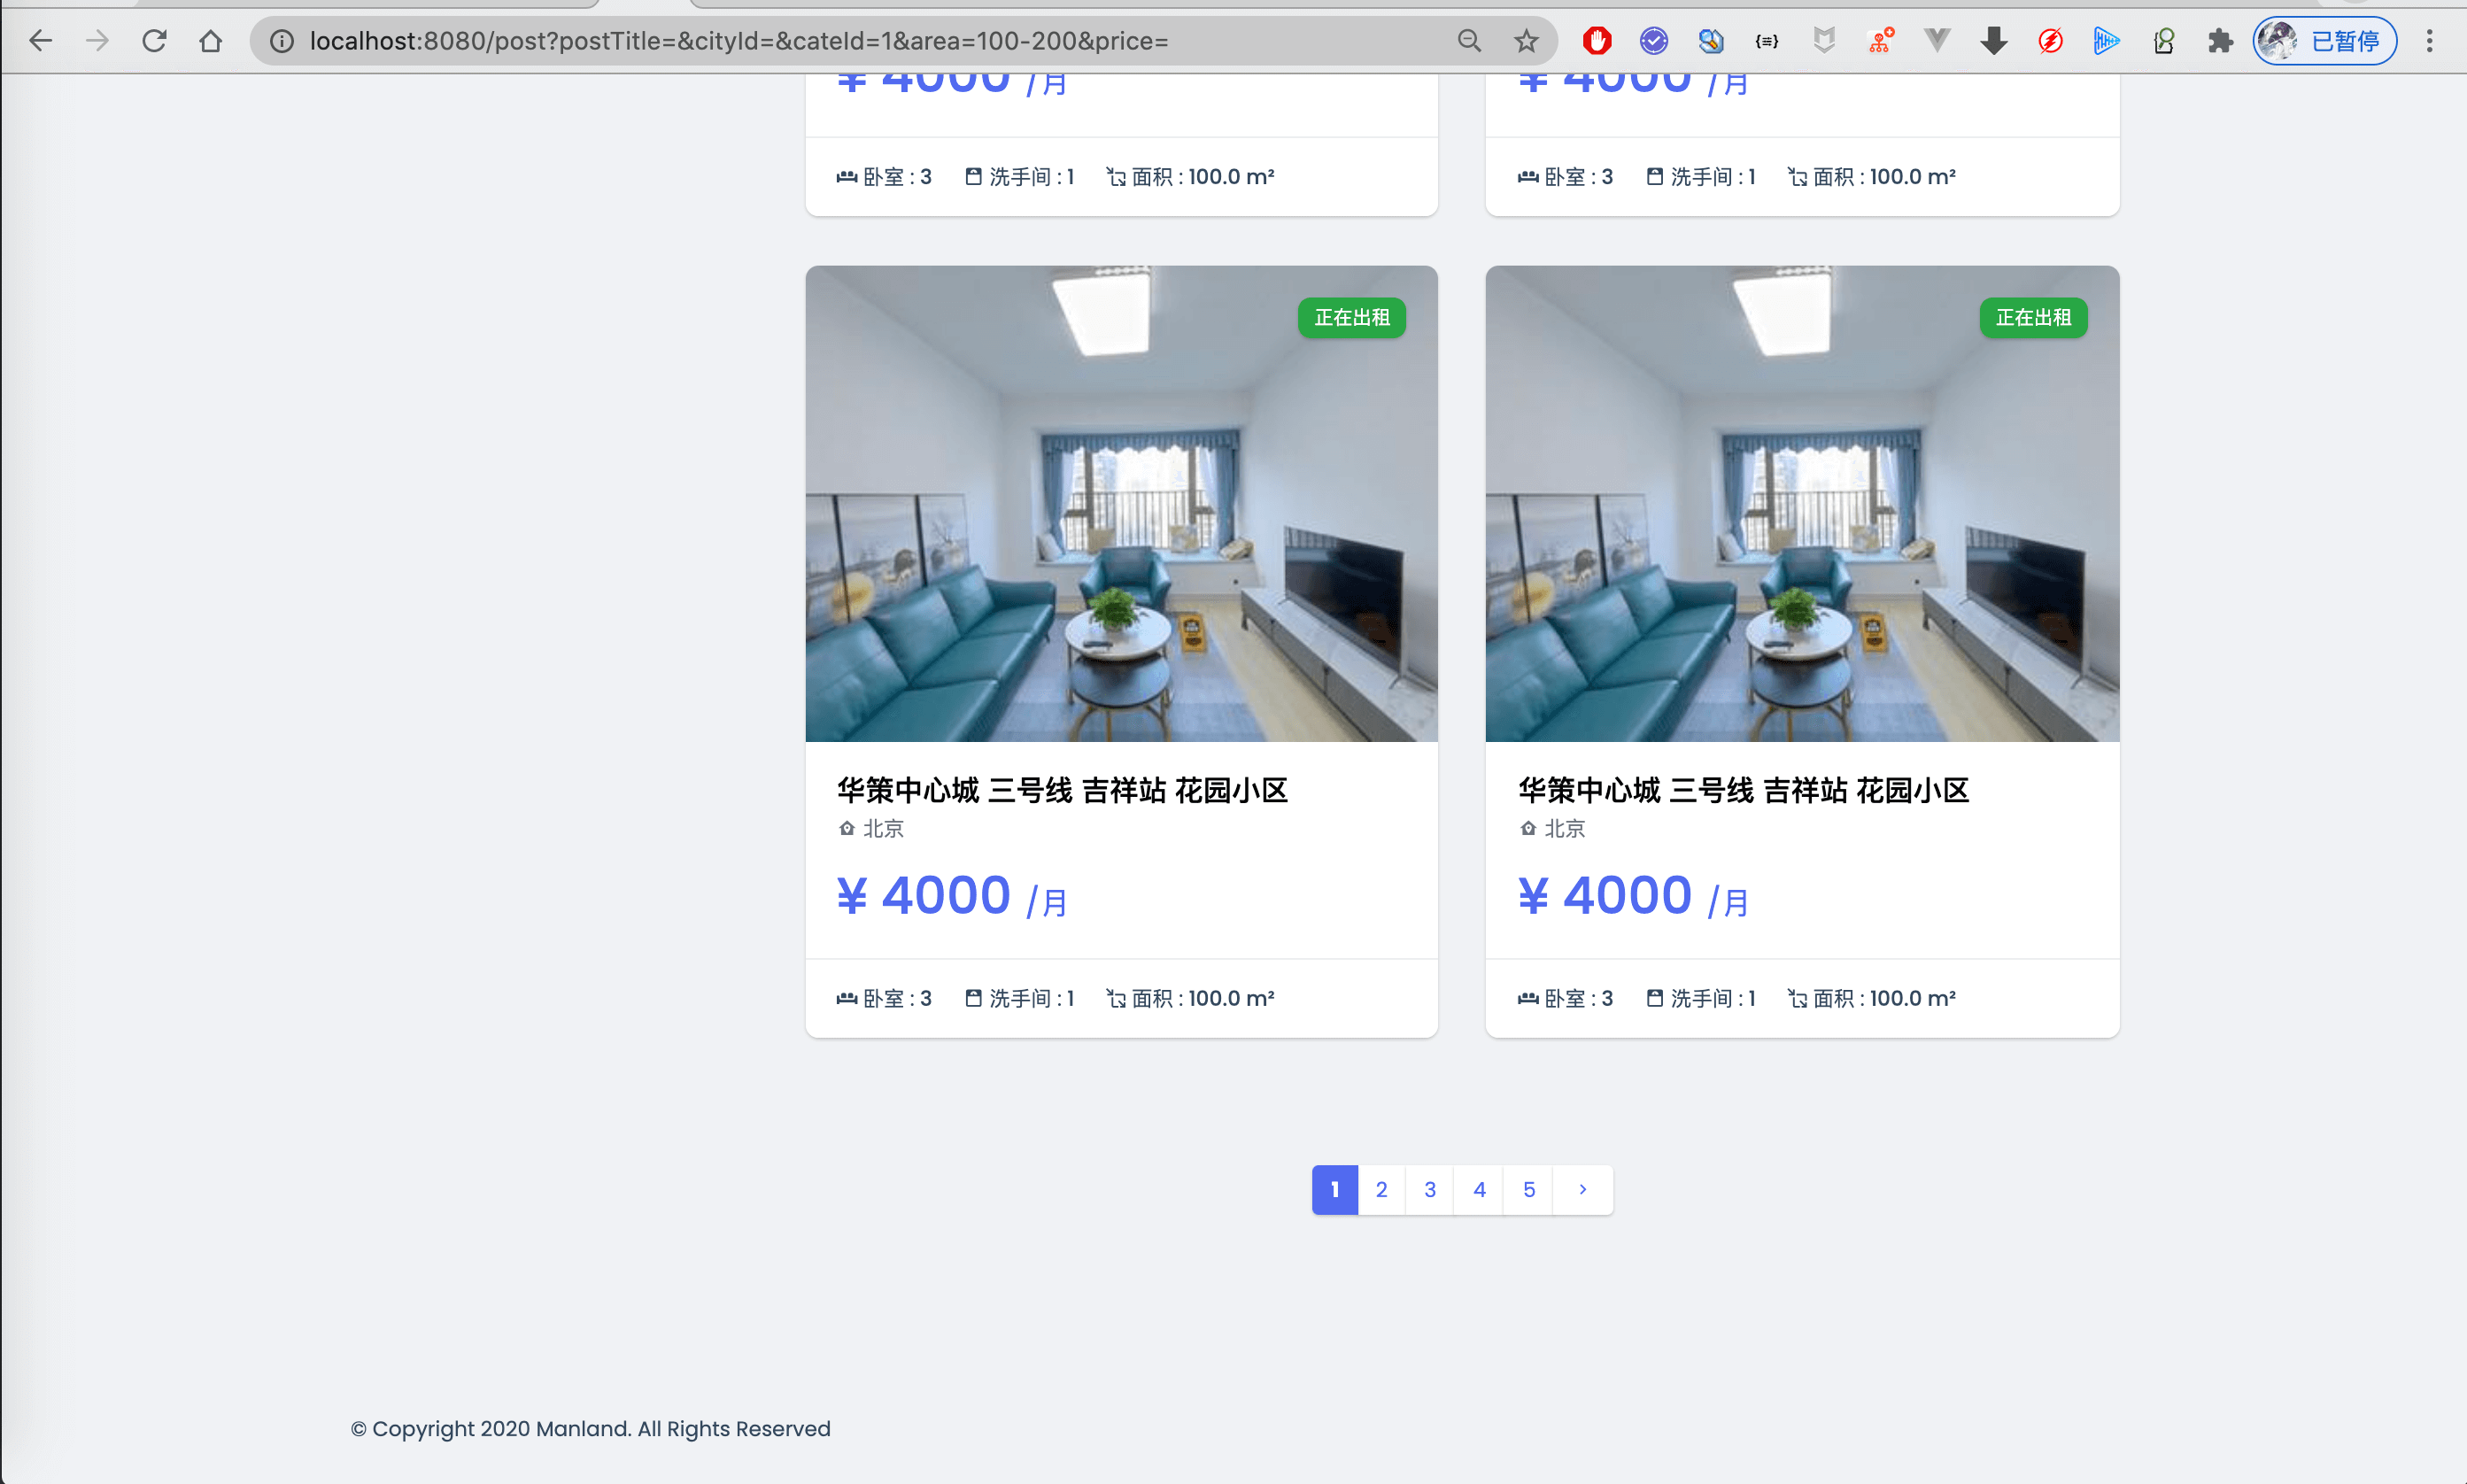 localhost:8080/post?postTitle=&cityId=&cateId=1&area=100-200&price=
已暂停
¥ 4000 /月
¥ 4000 /月
卧室 : 3 洗手间 : 1 面积 : 100.0 m²
卧室 : 3 洗手间 : 1 面积 : 100.0 m²
正在出租
正在出租
华策中心城 三号线 吉祥站 花园小区
北京
¥ 4000 /月
卧室 : 3 洗手间 : 1 面积 : 100.0 m²
华策中心城 三号线 吉祥站 花园小区
北京
¥ 4000 /月
卧室 : 3 洗手间 : 1 面积 : 100.0 m²
1 2 3 4 5 ›
© Copyright 2020 Manland. All Rights Reserved